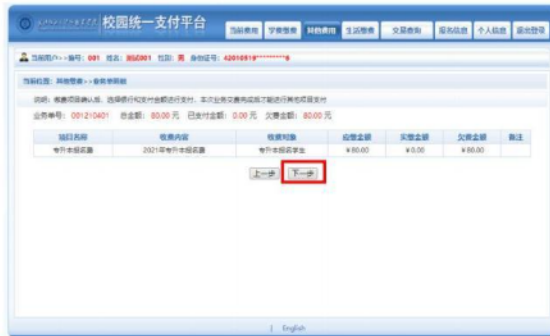 校园统一支付平台
当前费用 学费缴费 其他费用 生活缴费 交易查询 报名信息 个人信息 退出登录
当前用户>>编号：001 姓名：测试001 性别：男 身份证号：42010519*********6
当前位置：其他缴费>>业务单明细
说明：缴费项目确认后，选择银行和支付金额进行支付，本次业务交费完成后才能进行其它项目支付
业务单号：001210401 总金额：80.00 元 已支付金额：0.00 元 欠费金额：80.00 元
项目名称 收费内容 收费对象 应缴金额 实缴金额 欠费金额 备注
专升本报名费 2021年专升本报名费 专升本报名学生 ￥80.00 ￥0.00 ￥80.00
上一步 下一步
| English